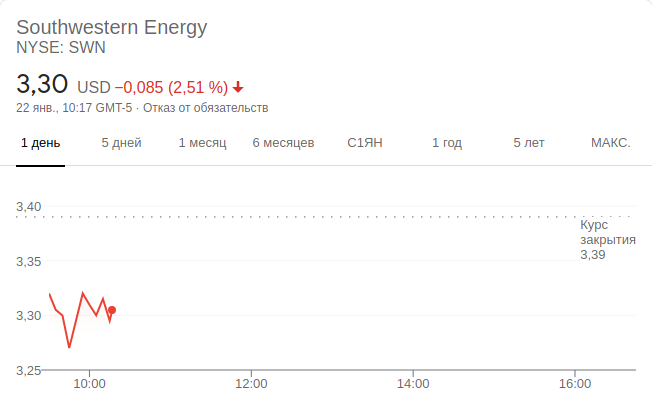 Southwestern Energy
NYSE: SWN
3,30 USD −0,085 (2,51 %)
22 янв., 10:17 GMT-5 · Отказ от обязательств
1 день 5 дней 1 месяц 6 месяцев С1ЯН 1 год 5 лет МАКС.
3,40
Курс
закрытия
3,39
3,35
3,30
3,25
10:00 12:00 14:00 16:00